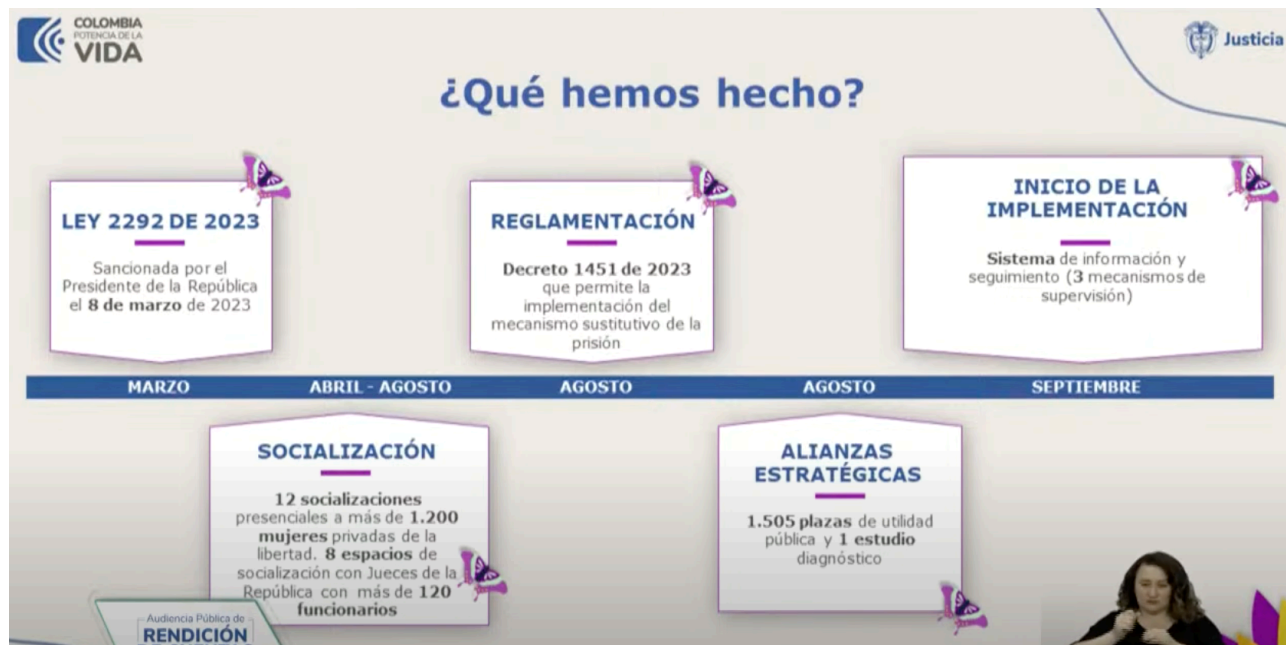 COLOMBIA
POTENCIA DE LA
VIDA
Justicia
¿Qué hemos hecho?
LEY 2292 DE 2023
Sancionada por el
Presidente de la República
el 8 de marzo de 2023
REGLAMENTACIÓN
Decreto 1451 de 2023
que permite la
implementación del
mecanismo sustitutivo de la
prisión
INICIO DE LA
IMPLEMENTACIÓN
Sistema de información y
seguimiento (3 mecanismos de
supervisión)
MARZO
ABRIL - AGOSTO
AGOSTO
AGOSTO
SEPTIEMBRE
SOCIALIZACIÓN
12 socializaciones
presenciales a más de 1.200
mujeres privadas de la
libertad. 8 espacios de
socialización con Jueces de la
República con más de 120
funcionarios
ALIANZAS
ESTRATÉGICAS
1.505 plazas de utilidad
pública y 1 estudio
diagnóstico
Audiencia Pública de
RENDICIÓN